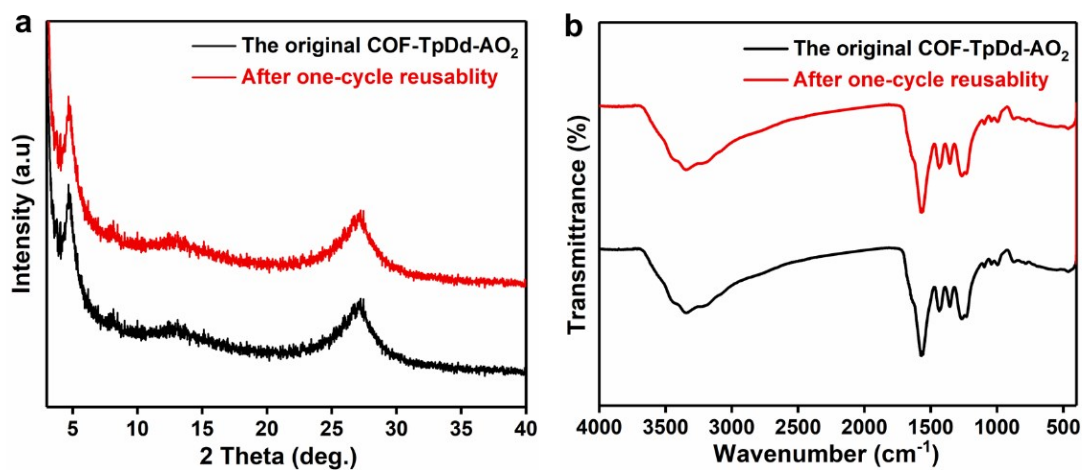 a
The original COF-TpDd-AO₂
After one-cycle reusablity
Intensity (a.u)
5 10 15 20 25 30 35 40
2 Theta (deg.)
b
The original COF-TpDd-AO₂
After one-cycle reusablity
Transmittrance (%)
4000 3500 3000 2500 2000 1500 1000 500
Wavenumber (cm⁻¹)